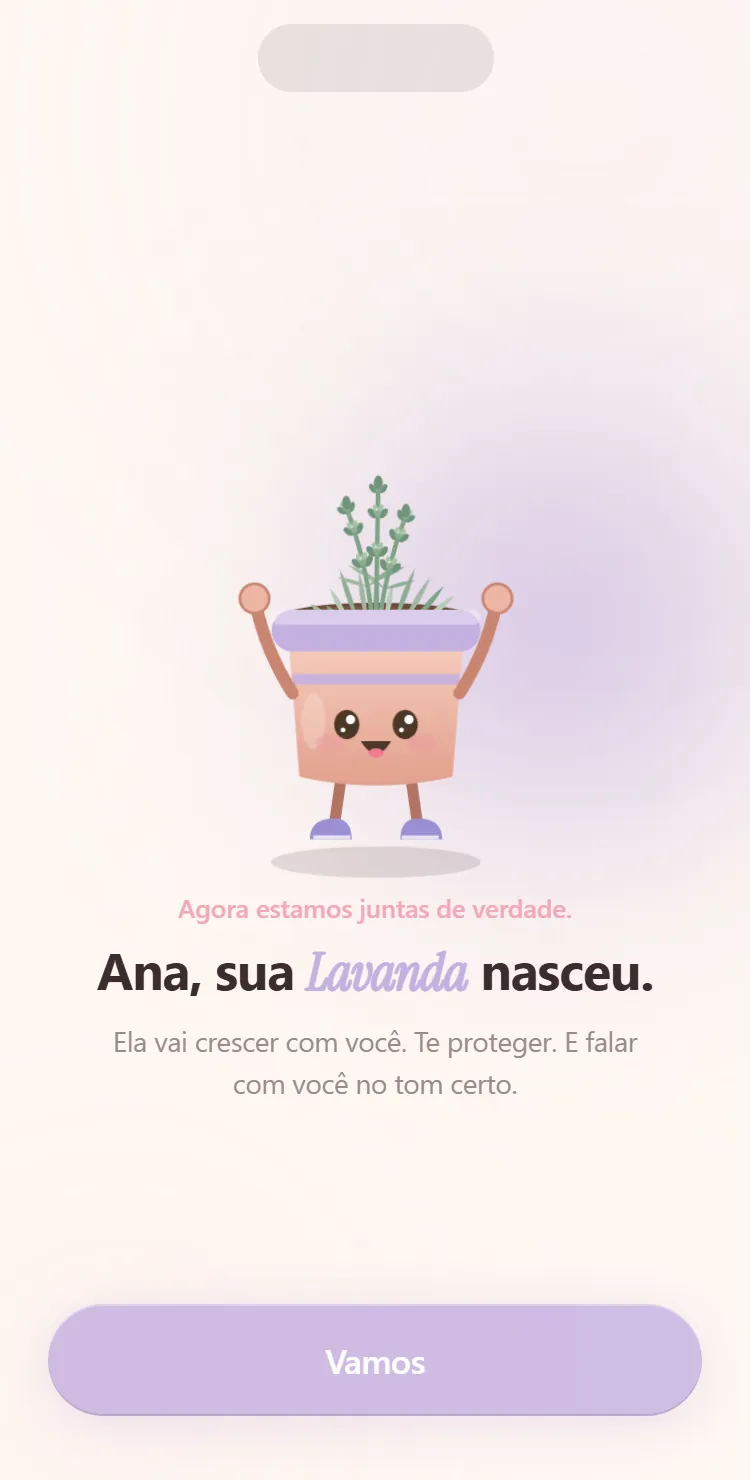 Agora estamos juntas de verdade.
Ana, sua Lavanda nasceu.
Ela vai crescer com você. Te proteger. E falar
com você no tom certo.
Vamos